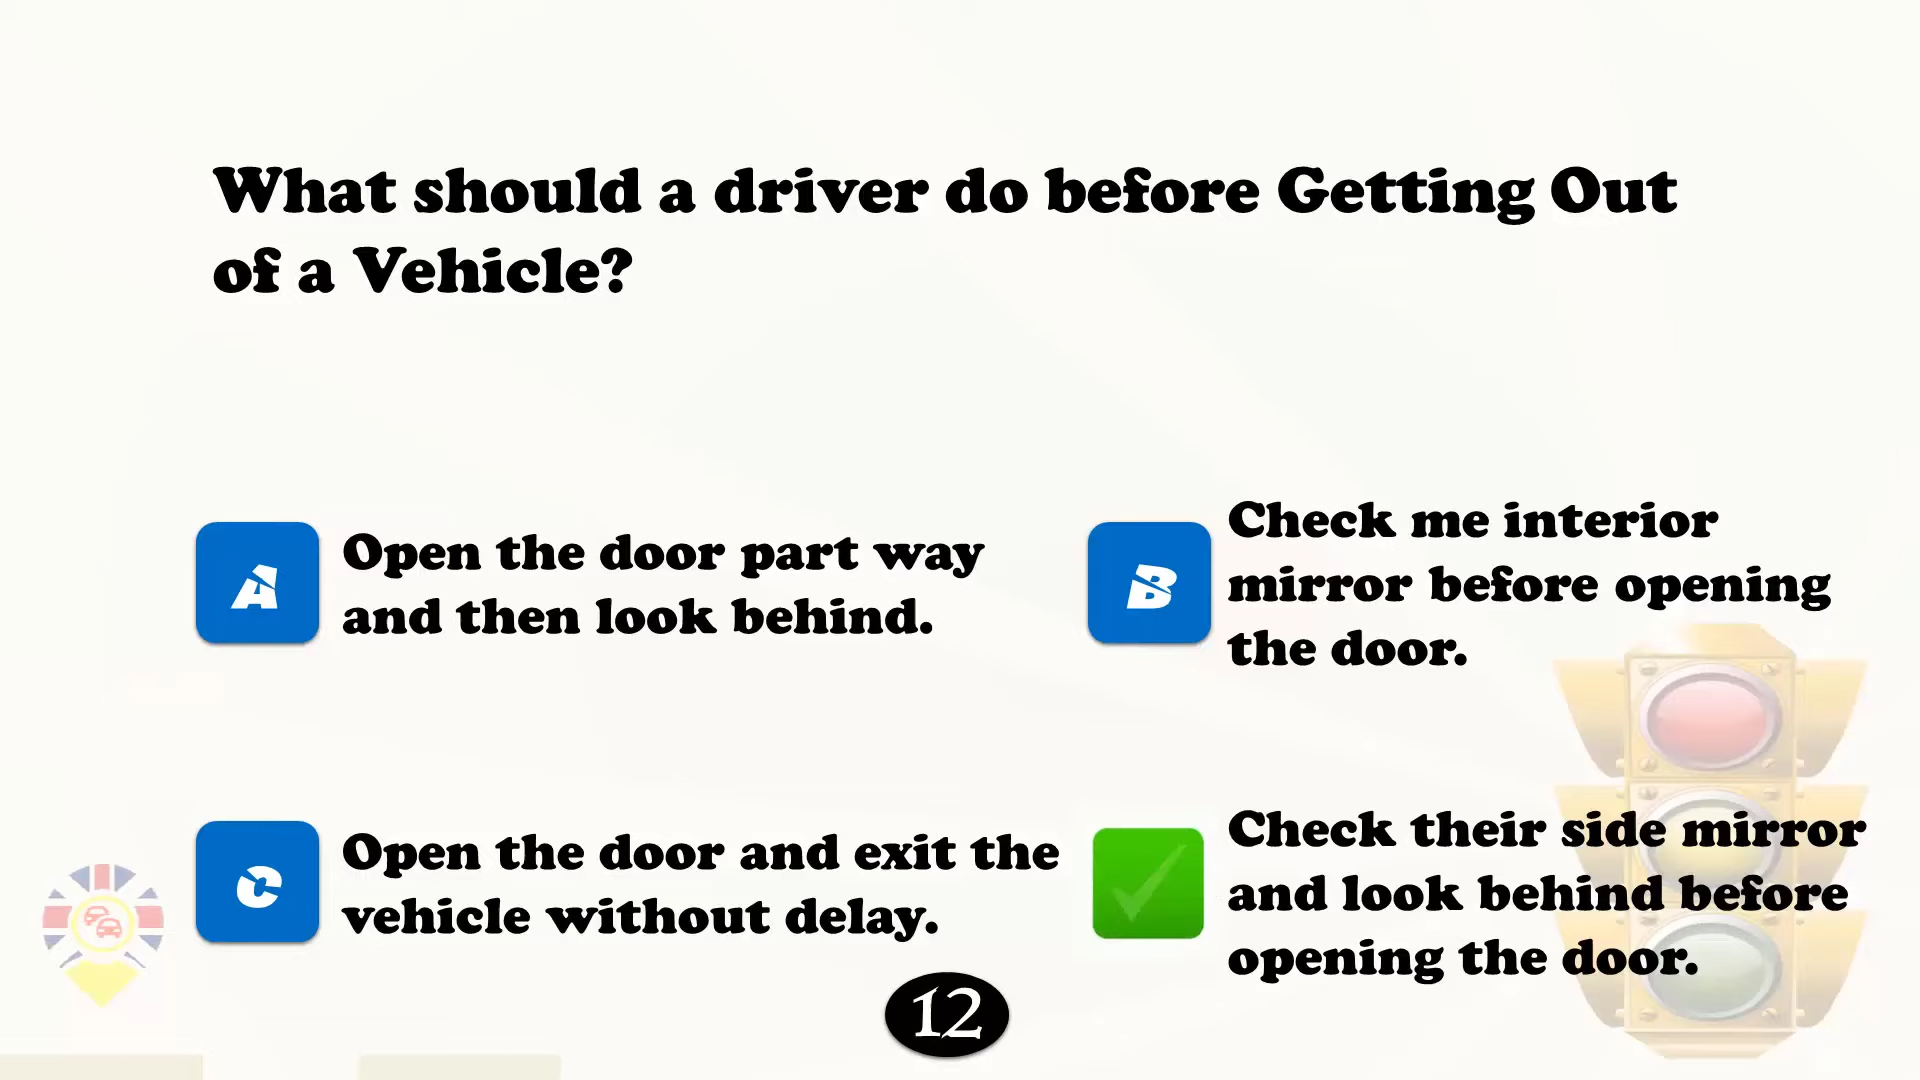 What should a driver do before Getting Out
of a Vehicle?
A
Open the door part way
and then look behind.
B
Check me interior
mirror before opening
the door.
C
Open the door and exit the
vehicle without delay.
Check their side mirror
and look behind before
opening the door.
12